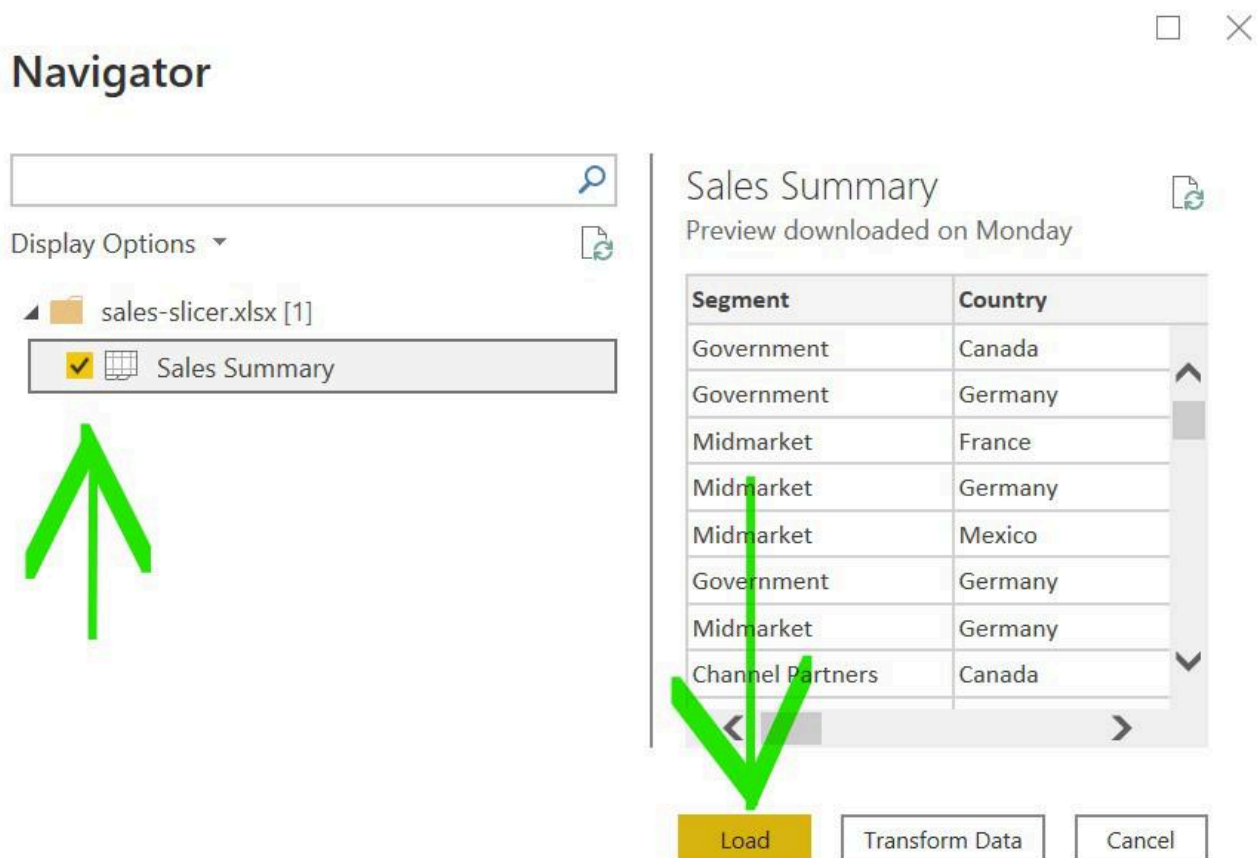 Navigator
Display Options
sales-slicer.xlsx [1]
Sales Summary
Sales Summary
Preview downloaded on Monday
Segment Country
Government Canada
Government Germany
Midmarket France
Midmarket Germany
Midmarket Mexico
Government Germany
Midmarket Germany
Channel Partners Canada
Load Transform Data Cancel